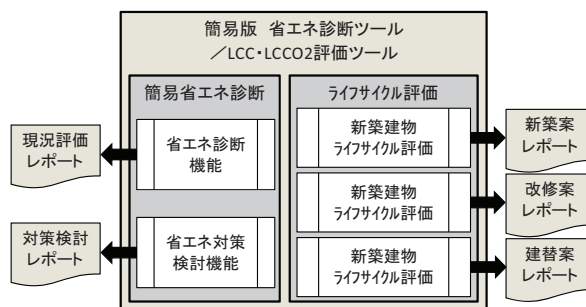 簡易版 省エネ診断ツール
／LCC・LCCO2評価ツール
簡易省エネ診断
ライフサイクル評価
現況評価
レポート
省エネ診断
機能
新築建物
ライフサイクル評価
新築案
レポート
新築建物
ライフサイクル評価
改修案
レポート
対策検討
レポート
省エネ対策
検討機能
新築建物
ライフサイクル評価
建替案
レポート